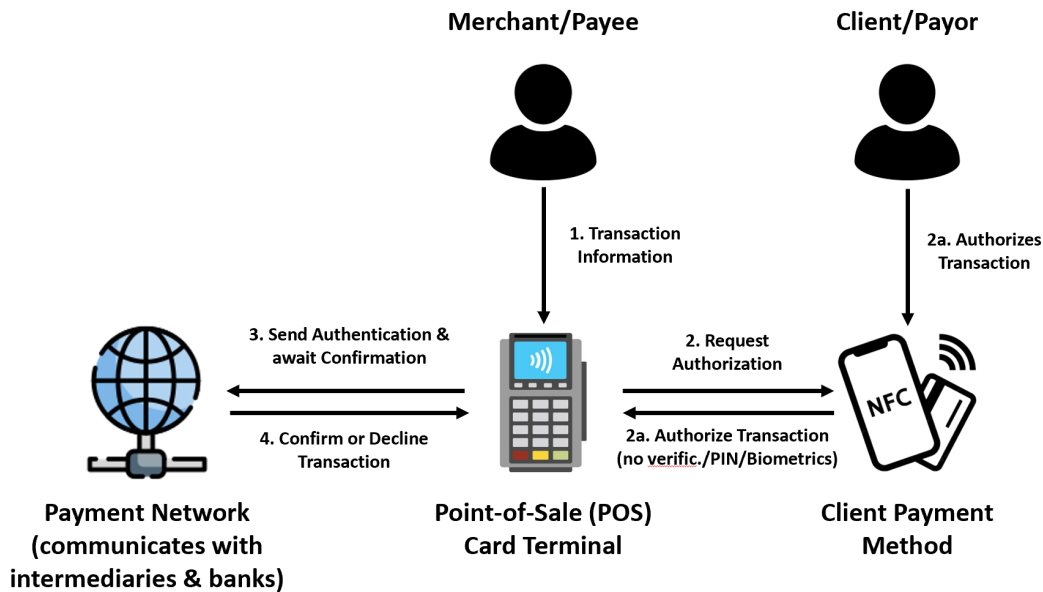 Merchant/Payee
Client/Payor
1. Transaction
Information
2a. Authorizes
Transaction
3. Send Authentication &
await Confirmation
2. Request
Authorization
NFC
4. Confirm or Decline
Transaction
2a. Authorize Transaction
(no verific./PIN/Biometrics)
Payment Network
(communicates with
intermediaries & banks)
Point-of-Sale (POS)
Card Terminal
Client Payment
Method